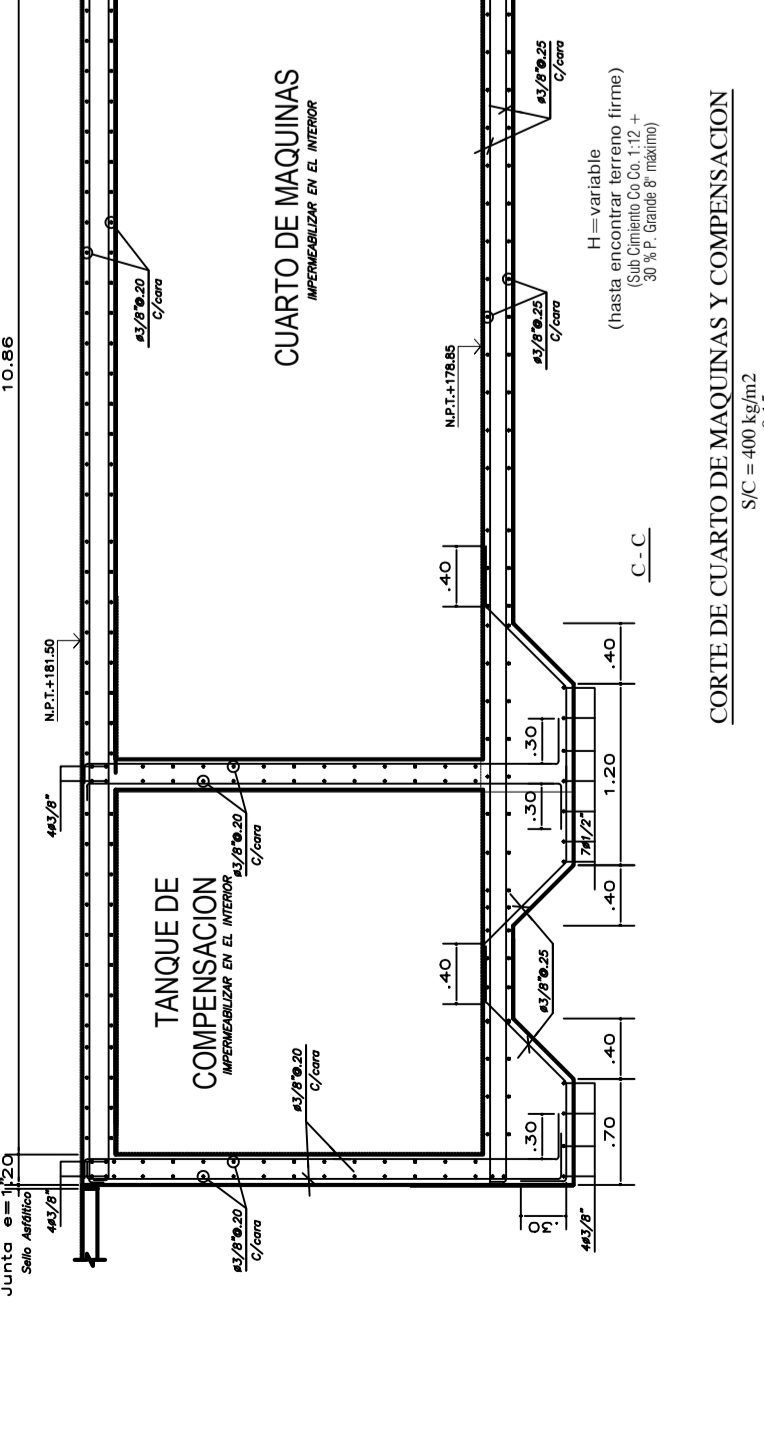 Junta e=1"
Sello Asfáltico
.20
10.86
N.P.T.+181.50
4ø3/8"
4ø3/8"
ø3/8"@.20
C/cara
CUARTO DE MAQUINAS
IMPERMEABILIZAR EN EL INTERIOR
ø3/8"@.25
C/cara
N.P.T.+178.85
ø3/8"@.25
C/cara
TANQUE DE
COMPENSACION
IMPERMEABILIZAR EN EL INTERIOR
ø3/8"@.20
C/cara
ø3/8"@.20
C/cara
ø3/8"@.20
C/cara
.40
.40
ø3/8"@.25
.30
.30
.30
.30
7ø1/2"
4ø3/8"
.70
.40
.40
1.20
.40
H=variable
(hasta encontrar terreno firme)
(Sub Cimiento Co Co. 1:12 +
30 % P. Grande 8" máximo)
C - C
CORTE DE CUARTO DE MAQUINAS Y COMPENSACION
S/C = 400 kg/m2